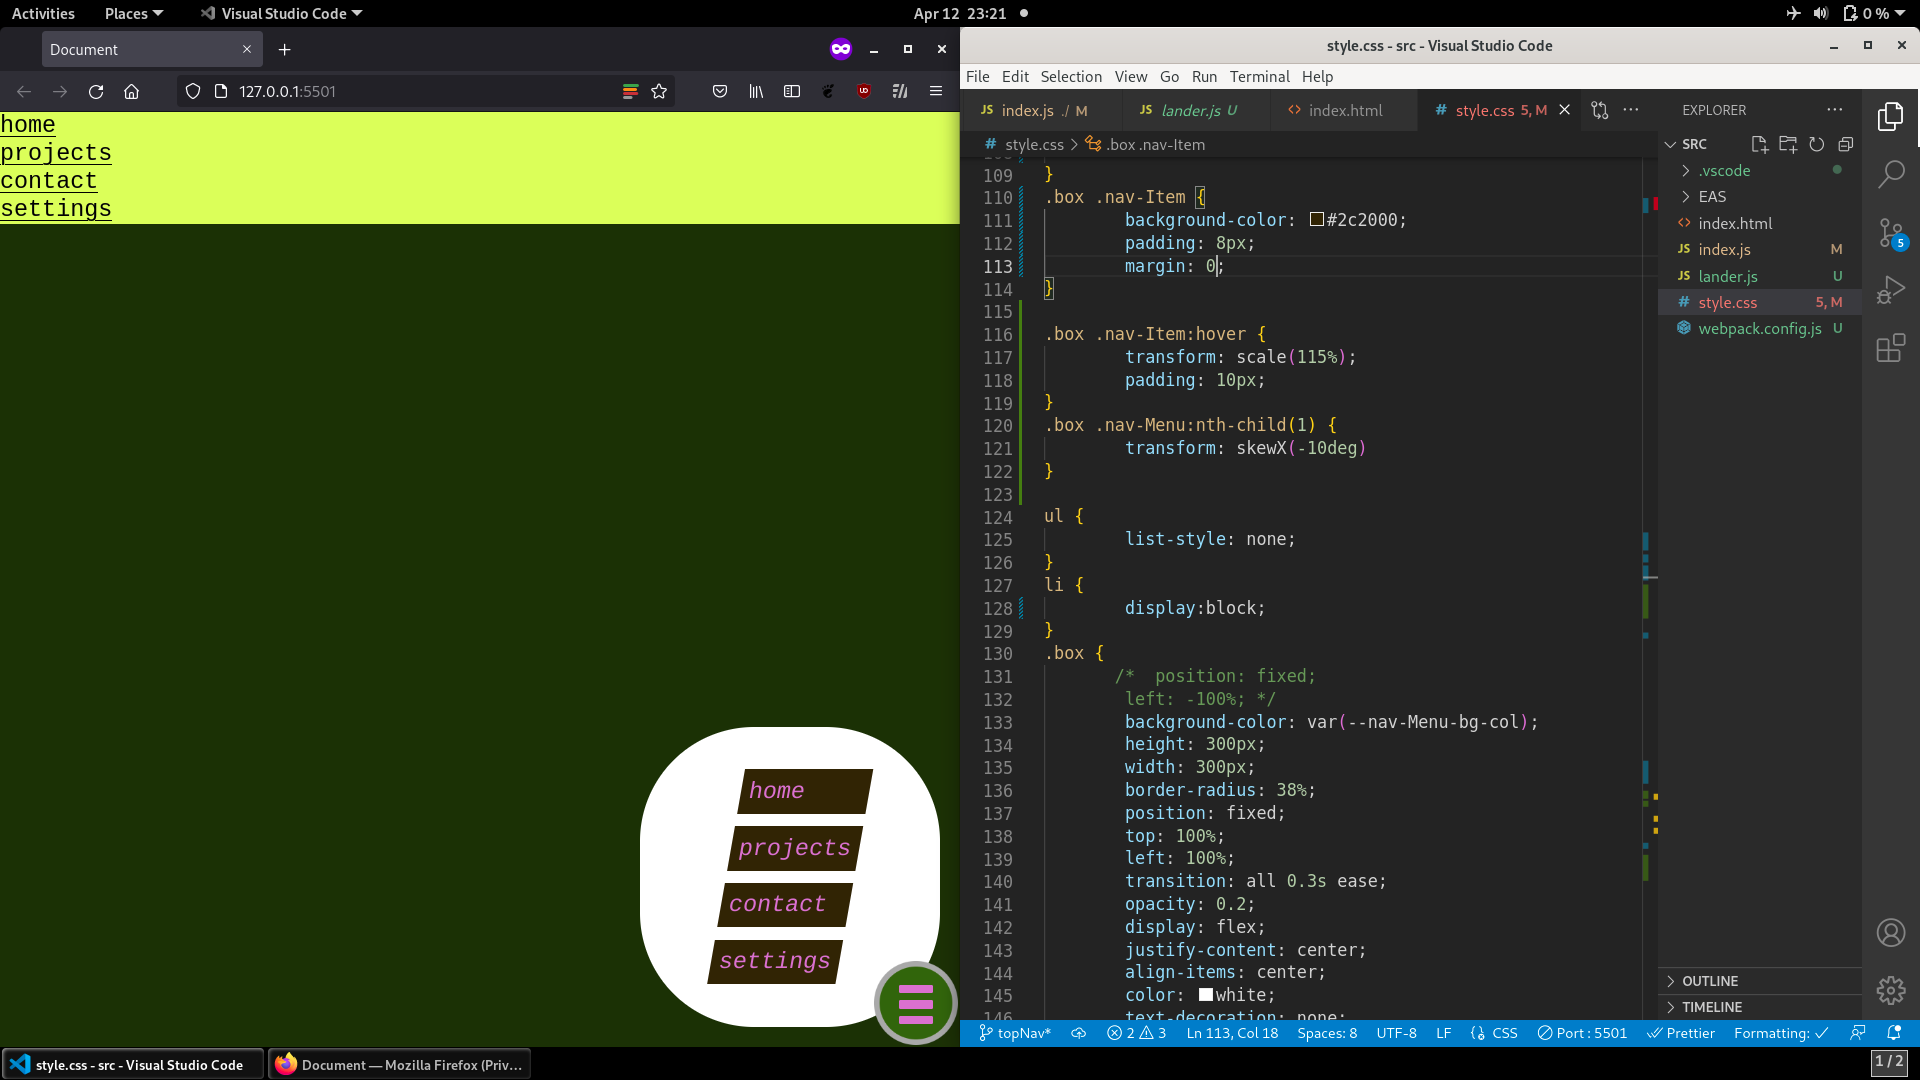 Activities Places Visual Studio Code Apr 12 23:21 0 %
Document
127.0.0.1:5501
home
projects
contact
settings
home
projects
contact
settings
style.css - src - Visual Studio Code
File Edit Selection View Go Run Terminal Help
JS index.js ./ M JS lander.js U <> index.html # style.css 5, M
# style.css > .box .nav-Item
109 }
110 .box .nav-Item {
111 background-color: #2c2000;
112 padding: 8px;
113 margin: 0;
114 }
115
116 .box .nav-Item:hover {
117 transform: scale(115%);
118 padding: 10px;
119 }
120 .box .nav-Menu:nth-child(1) {
121 transform: skewX(-10deg)
122 }
123
124 ul {
125 list-style: none;
126 }
127 li {
128 display:block;
129 }
130 .box {
131 /* position: fixed;
132 left: -100%; */
133 background-color: var(--nav-Menu-bg-col);
134 height: 300px;
135 width: 300px;
136 border-radius: 38%;
137 position: fixed;
138 top: 100%;
139 left: 100%;
140 transition: all 0.3s ease;
141 opacity: 0.2;
142 display: flex;
143 justify-content: center;
144 align-items: center;
145 color: white;
146 text-decoration: none;
EXPLORER
SRC
.vscode
EAS
<> index.html
JS index.js M
JS lander.js U
# style.css 5, M
webpack.config.js U
5
OUTLINE
TIMELINE
topNav* 2 3 Ln 113, Col 18 Spaces: 8 UTF-8 LF {} CSS Port : 5501 Prettier Formatting:
style.css - src - Visual Studio Code Document — Mozilla Firefox (Priv... 1 / 2